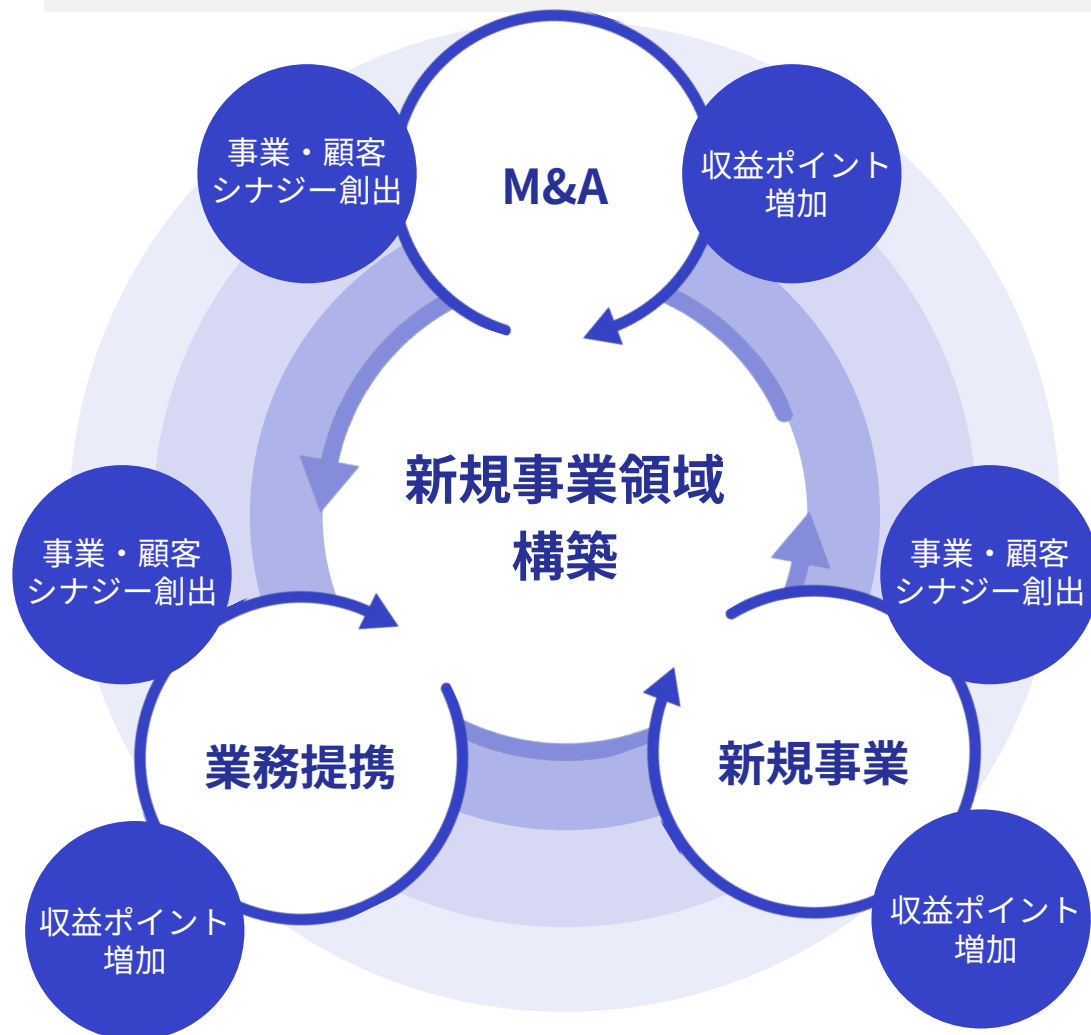 事業・顧客
シナジー創出
M&A
収益ポイント
増加
新規事業領域
構築
事業・顧客
シナジー創出
事業・顧客
シナジー創出
業務提携
新規事業
収益ポイント
増加
収益ポイント
増加